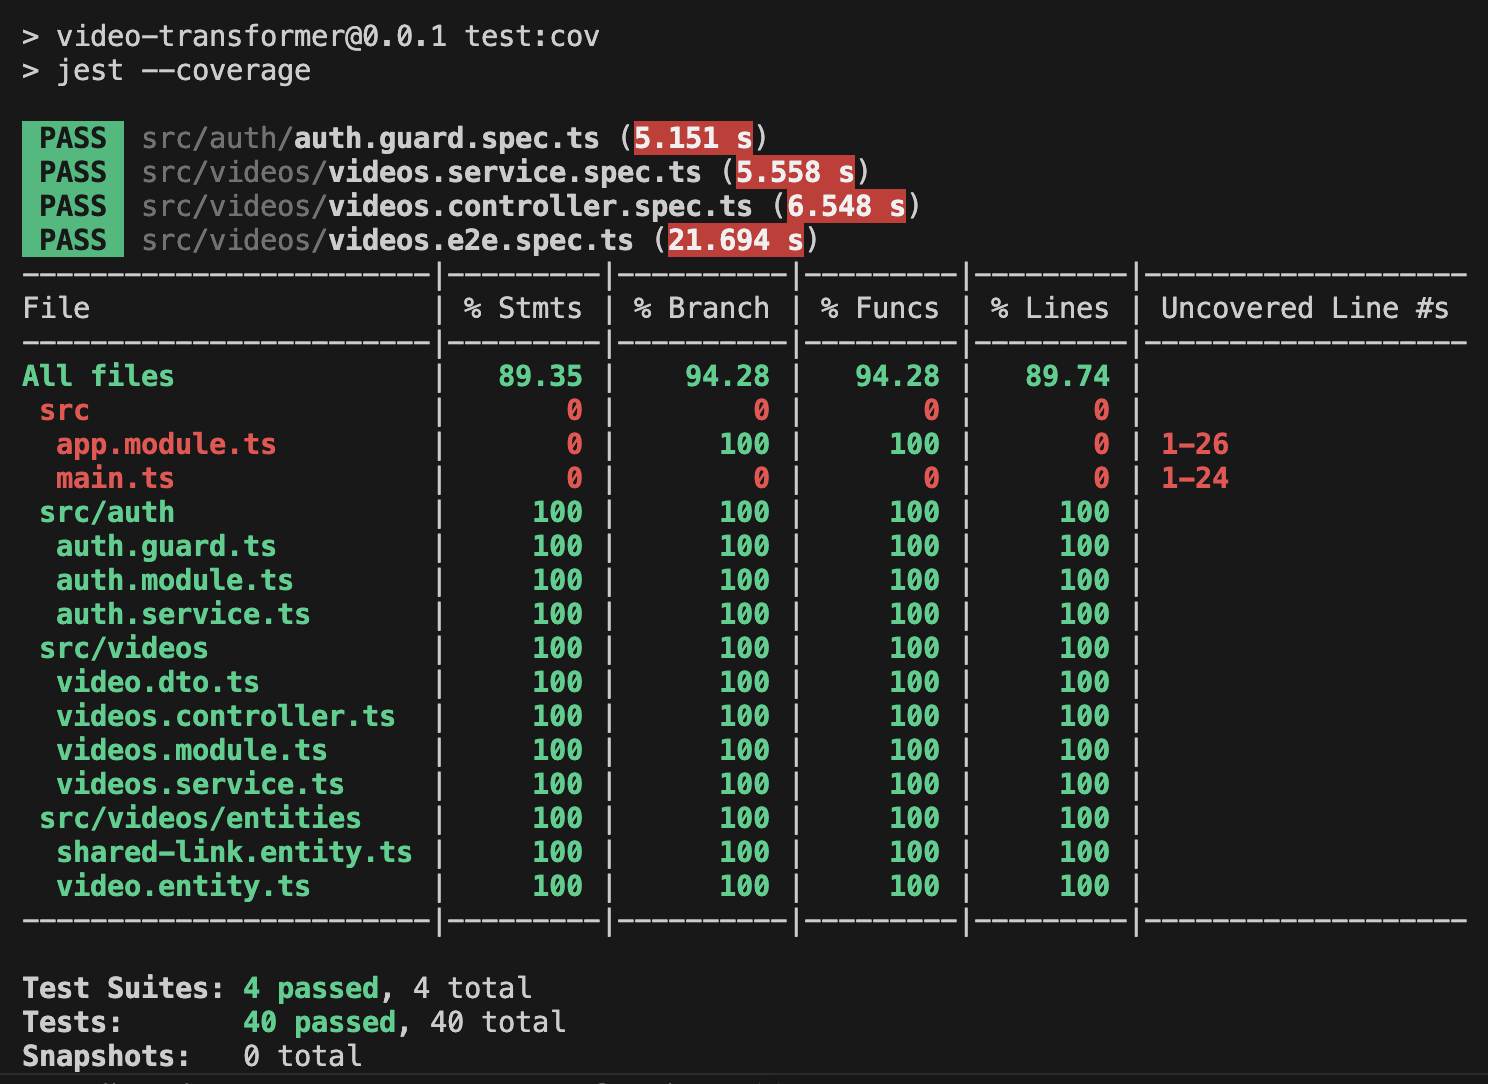 > video-transformer@0.0.1 test:cov
> jest --coverage
PASS src/auth/auth.guard.spec.ts (5.151 s)
PASS src/videos/videos.service.spec.ts (5.558 s)
PASS src/videos/videos.controller.spec.ts (6.548 s)
PASS src/videos/videos.e2e.spec.ts (21.694 s)
------------------------|---------|----------|---------|---------|-------------------
File                    | % Stmts | % Branch | % Funcs | % Lines | Uncovered Line #s
------------------------|---------|----------|---------|---------|-------------------
All files               |   89.35 |    94.28 |   94.28 |   89.74 |
 src                    |       0 |        0 |       0 |       0 |
  app.module.ts         |       0 |      100 |     100 |       0 | 1-26
  main.ts               |       0 |        0 |       0 |       0 | 1-24
 src/auth               |     100 |      100 |     100 |     100 |
  auth.guard.ts         |     100 |      100 |     100 |     100 |
  auth.module.ts        |     100 |      100 |     100 |     100 |
  auth.service.ts       |     100 |      100 |     100 |     100 |
 src/videos             |     100 |      100 |     100 |     100 |
  video.dto.ts          |     100 |      100 |     100 |     100 |
  videos.controller.ts  |     100 |      100 |     100 |     100 |
  videos.module.ts      |     100 |      100 |     100 |     100 |
  videos.service.ts     |     100 |      100 |     100 |     100 |
 src/videos/entities    |     100 |      100 |     100 |     100 |
  shared-link.entity.ts |     100 |      100 |     100 |     100 |
  video.entity.ts       |     100 |      100 |     100 |     100 |
------------------------|---------|----------|---------|---------|-------------------
Test Suites: 4 passed, 4 total
Tests:       40 passed, 40 total
Snapshots:   0 total